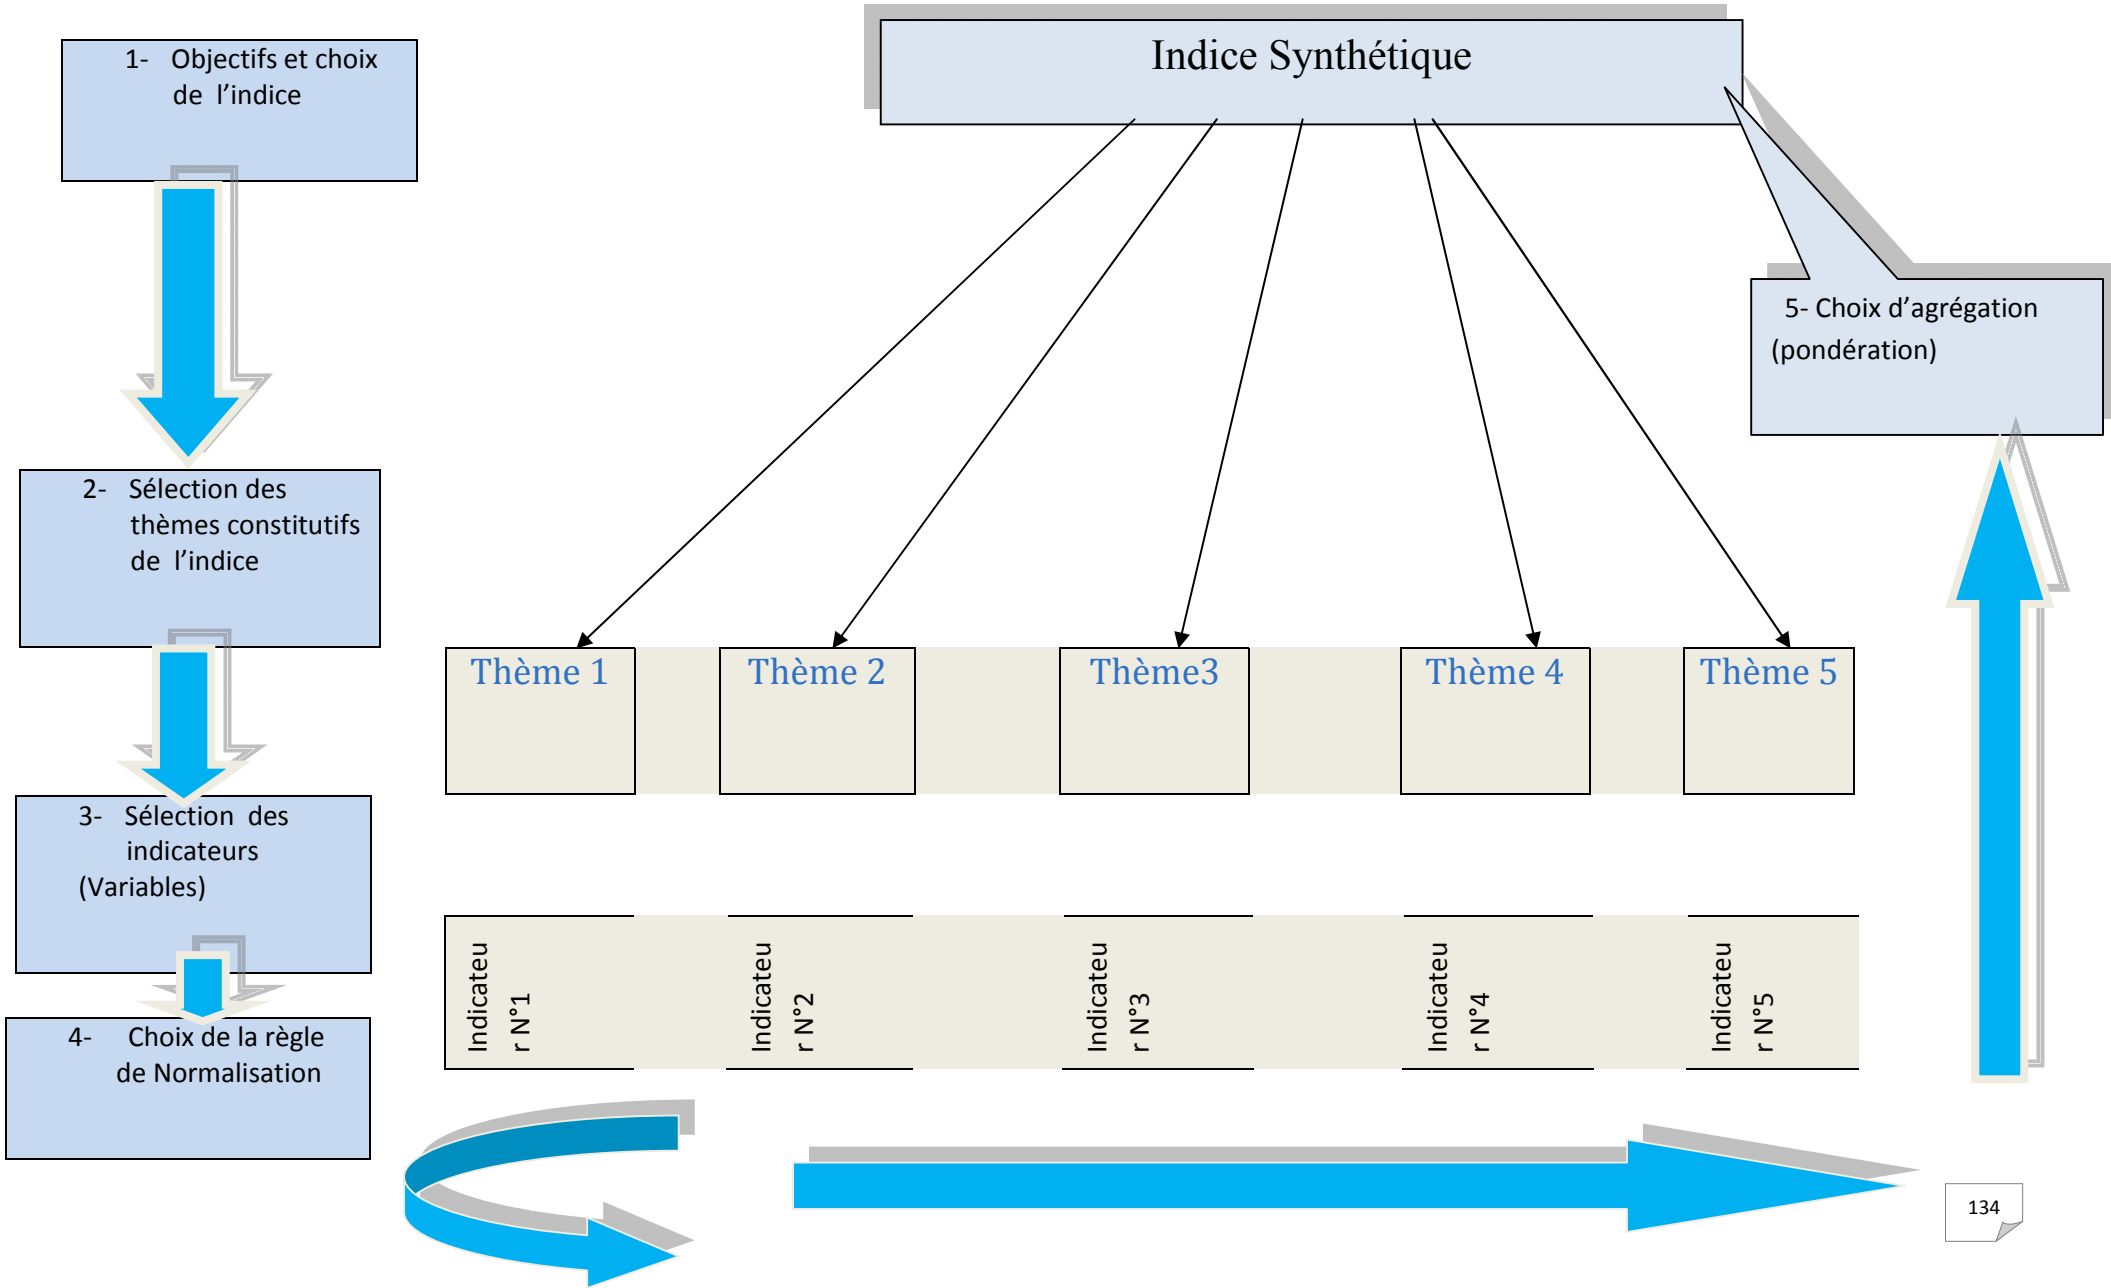 1- Objectifs et choix
de l’indice
Indice Synthétique
5- Choix d’agrégation
(pondération)
2- Sélection des
thèmes constitutifs
de l’indice
Thème 1
Thème 2
Thème3
Thème 4
Thème 5
3- Sélection des
indicateurs
(Variables)
Indicateu
r N°1
Indicateu
r N°2
Indicateu
r N°3
Indicateu
r N°4
Indicateu
r N°5
4- Choix de la règle
de Normalisation
134